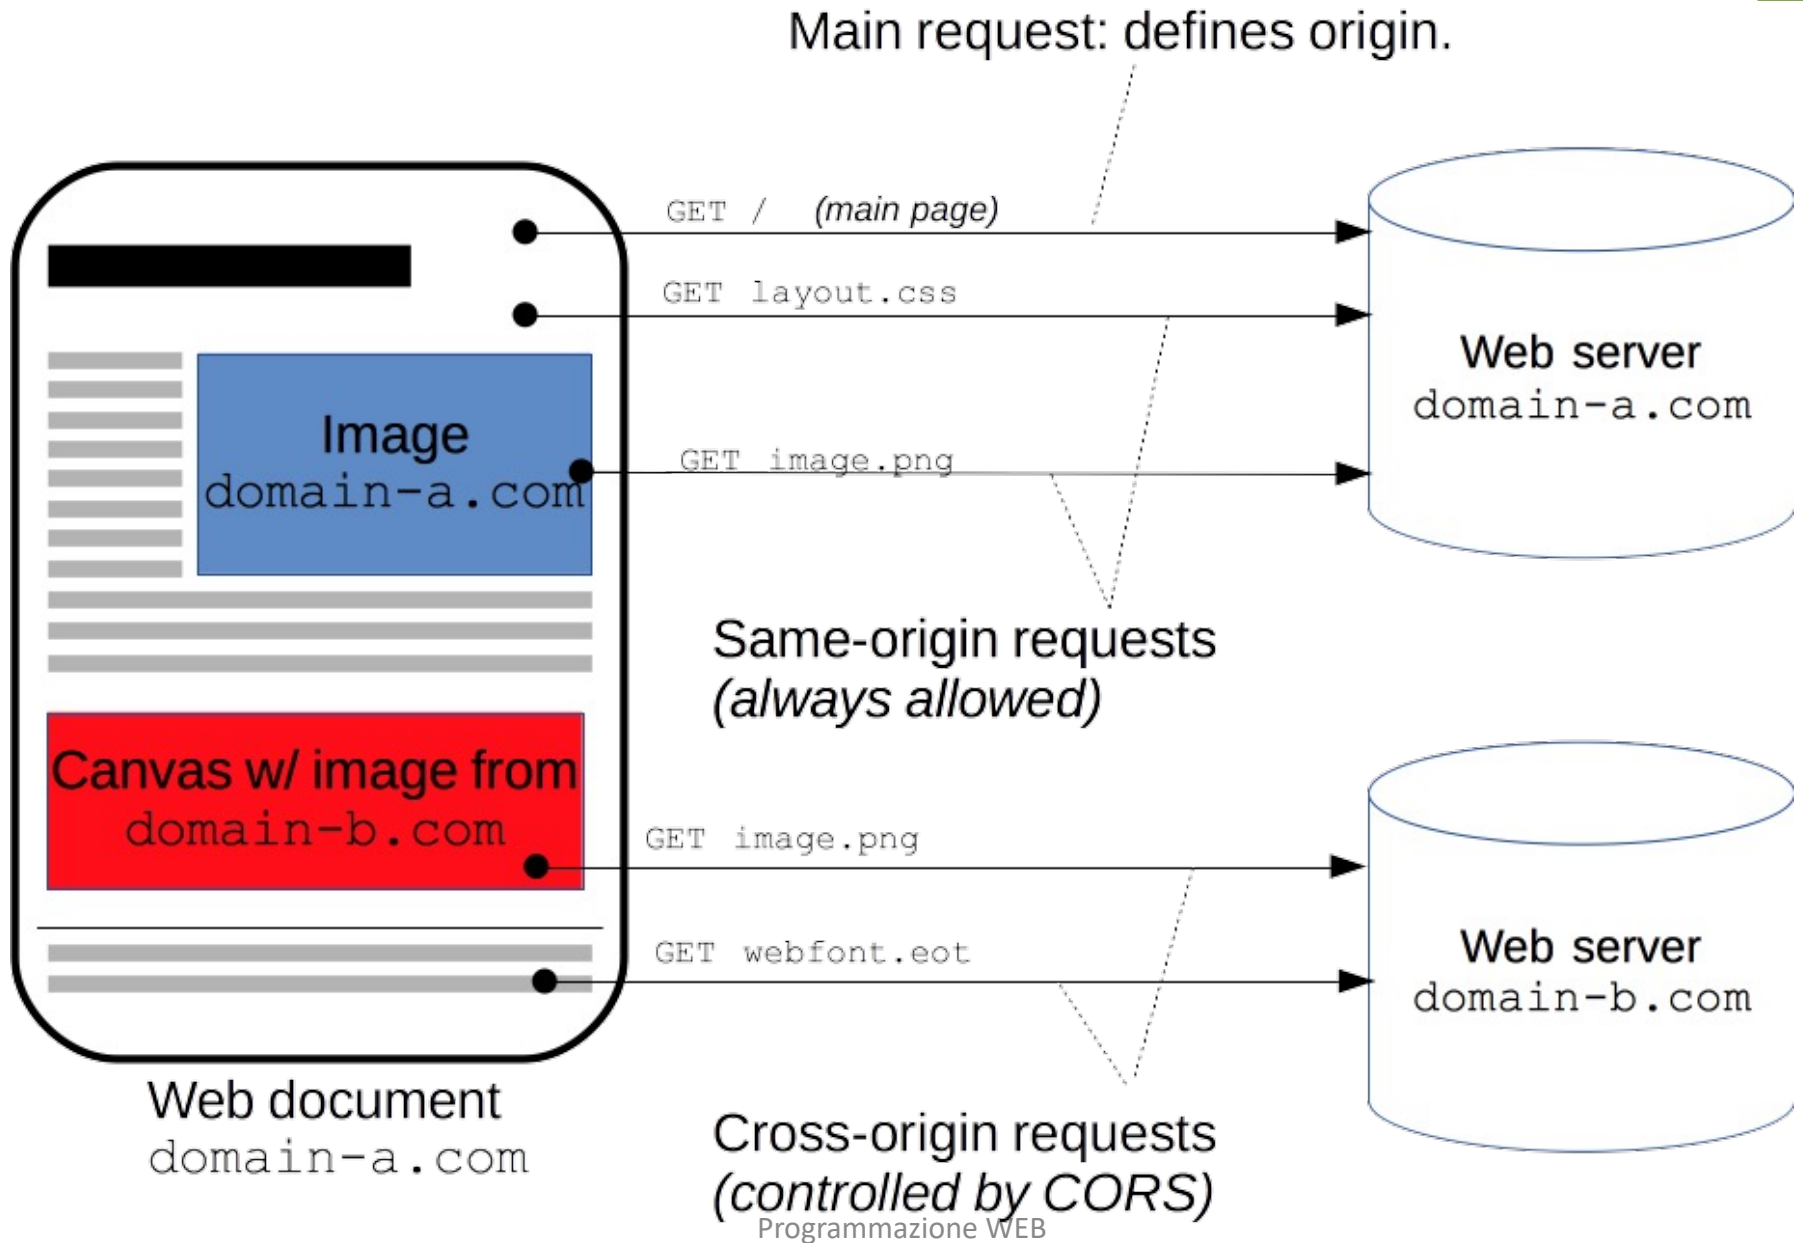 Main request: defines origin.
GET / (main page)
GET layout.css
Web server
domain-a.com
Image
domain-a.com
GET image.png
Same-origin requests
(always allowed)
Canvas w/ image from
domain-b.com
GET image.png
GET webfont.eot
Web server
domain-b.com
Web document
domain-a.com
Cross-origin requests
(controlled by CORS)
Programmazione WEB